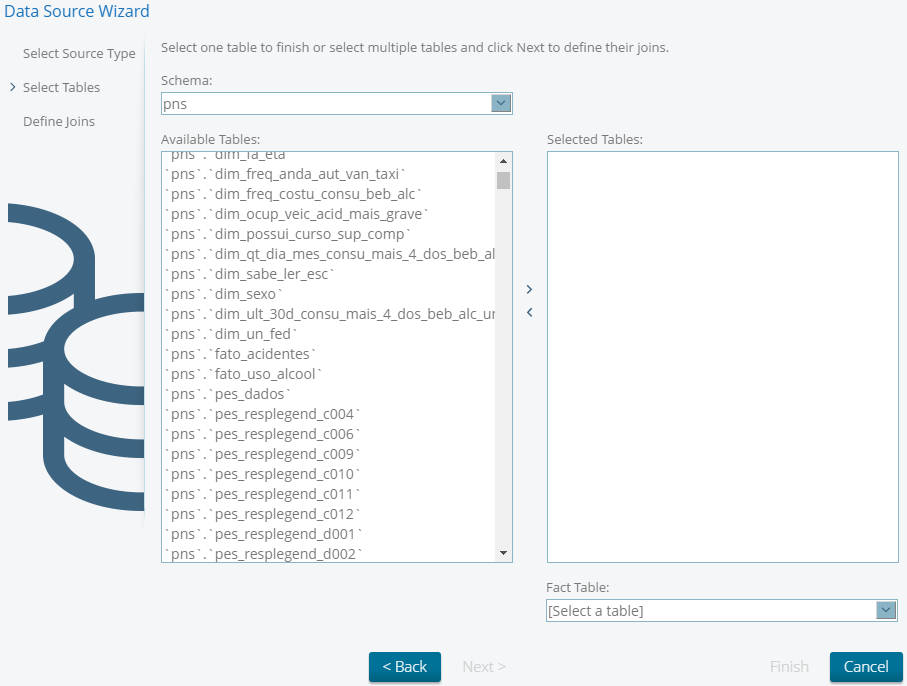 Data Source Wizard
Select Source Type
> Select Tables
Define Joins
Select one table to finish or select multiple tables and click Next to define their joins.
Schema:
pns
Available Tables:
`pns`.`dim_fa_eta`
`pns`.`dim_freq_anda_aut_van_taxi`
`pns`.`dim_freq_costu_consu_beb_alc`
`pns`.`dim_ocup_veic_acid_mais_grave`
`pns`.`dim_possui_curso_sup_comp`
`pns`.`dim_qt_dia_mes_consu_mais_4_dos_beb_al
`pns`.`dim_sabe_ler_esc`
`pns`.`dim_sexo`
`pns`.`dim_ult_30d_consu_mais_4_dos_beb_alc_ur
`pns`.`dim_un_fed`
`pns`.`fato_acidentes`
`pns`.`fato_uso_alcool`
`pns`.`pes_dados`
`pns`.`pes_resplegend_c004`
`pns`.`pes_resplegend_c006`
`pns`.`pes_resplegend_c009`
`pns`.`pes_resplegend_c010`
`pns`.`pes_resplegend_c011`
`pns`.`pes_resplegend_c012`
`pns`.`pes_resplegend_d001`
`pns`.`pes_resplegend_d002`
>
<
Selected Tables:
Fact Table:
[Select a table]
< Back
Next >
Finish
Cancel